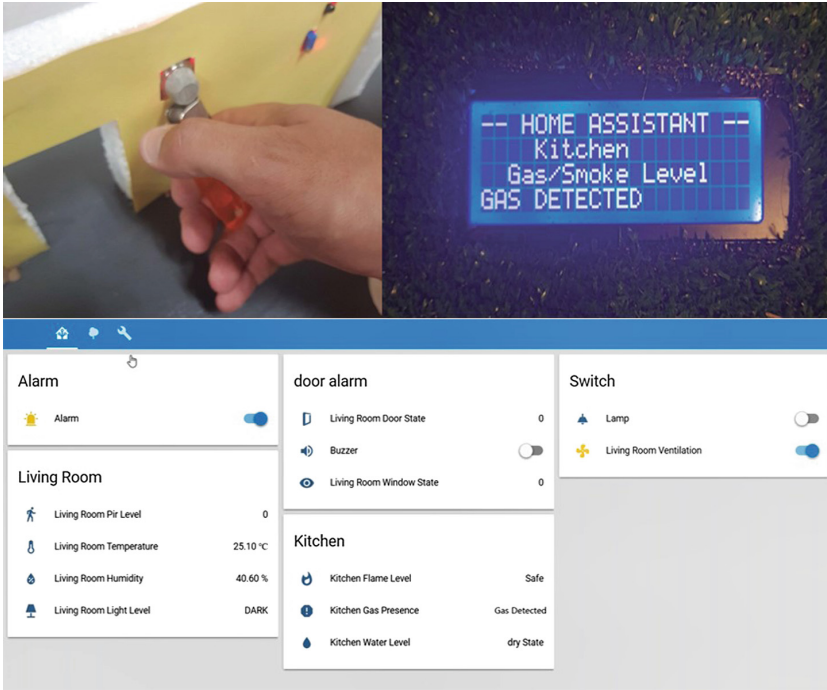 -- HOME ASSISTANT --
Kitchen
Gas/Smoke Level
GAS DETECTED
Alarm
Alarm
Living Room
Living Room Pir Level 0
Living Room Temperature 25.10 °C
Living Room Humidity 40.60 %
Living Room Light Level DARK
door alarm
Living Room Door State 0
Buzzer
Living Room Window State 0
Kitchen
Kitchen Flame Level Safe
Kitchen Gas Presence Gas Detected
Kitchen Water Level dry State
Switch
Lamp
Living Room Ventilation